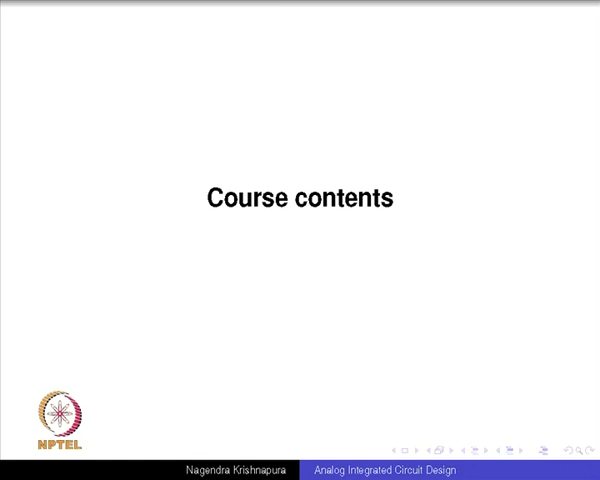 Course contents
NPTEL
Nagendra Krishnapura
Analog Integrated Circuit Design